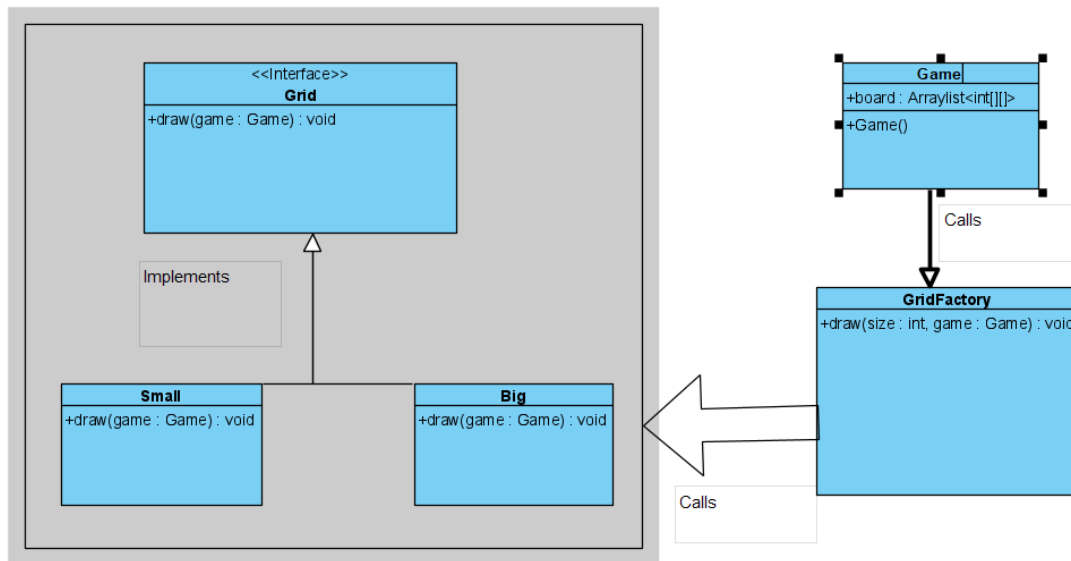 <<Interface>>
Grid
+draw(game : Game) : void
Implements
Small
+draw(game : Game) : void
Big
+draw(game : Game) : void
Game
+board : Arraylist<int[][]>
+Game()
Calls
GridFactory
+draw(size : int, game : Game) : void
Calls